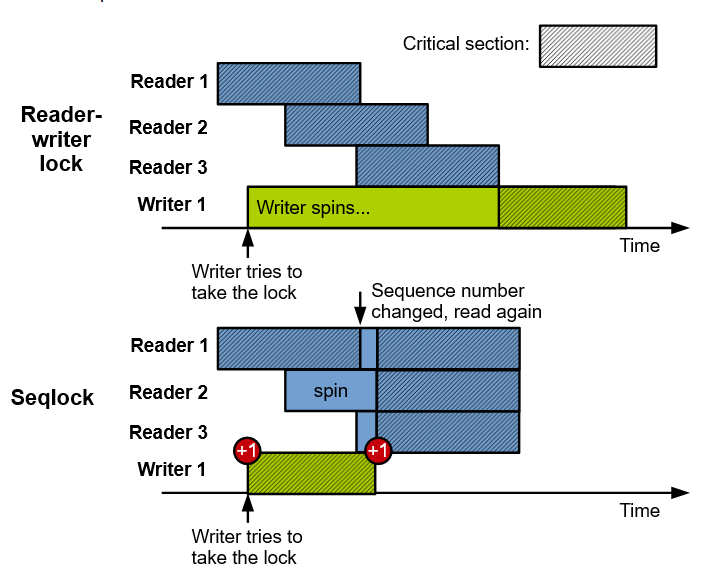 Critical section:
Reader 1
Reader 2
Reader 3
Writer 1
Reader-
writer
lock
Writer spins...
Time
Writer tries to
take the lock
Sequence number
changed, read again
Reader 1
Reader 2
Reader 3
Writer 1
Seqlock
spin
+1
+1
Time
Writer tries to
take the lock